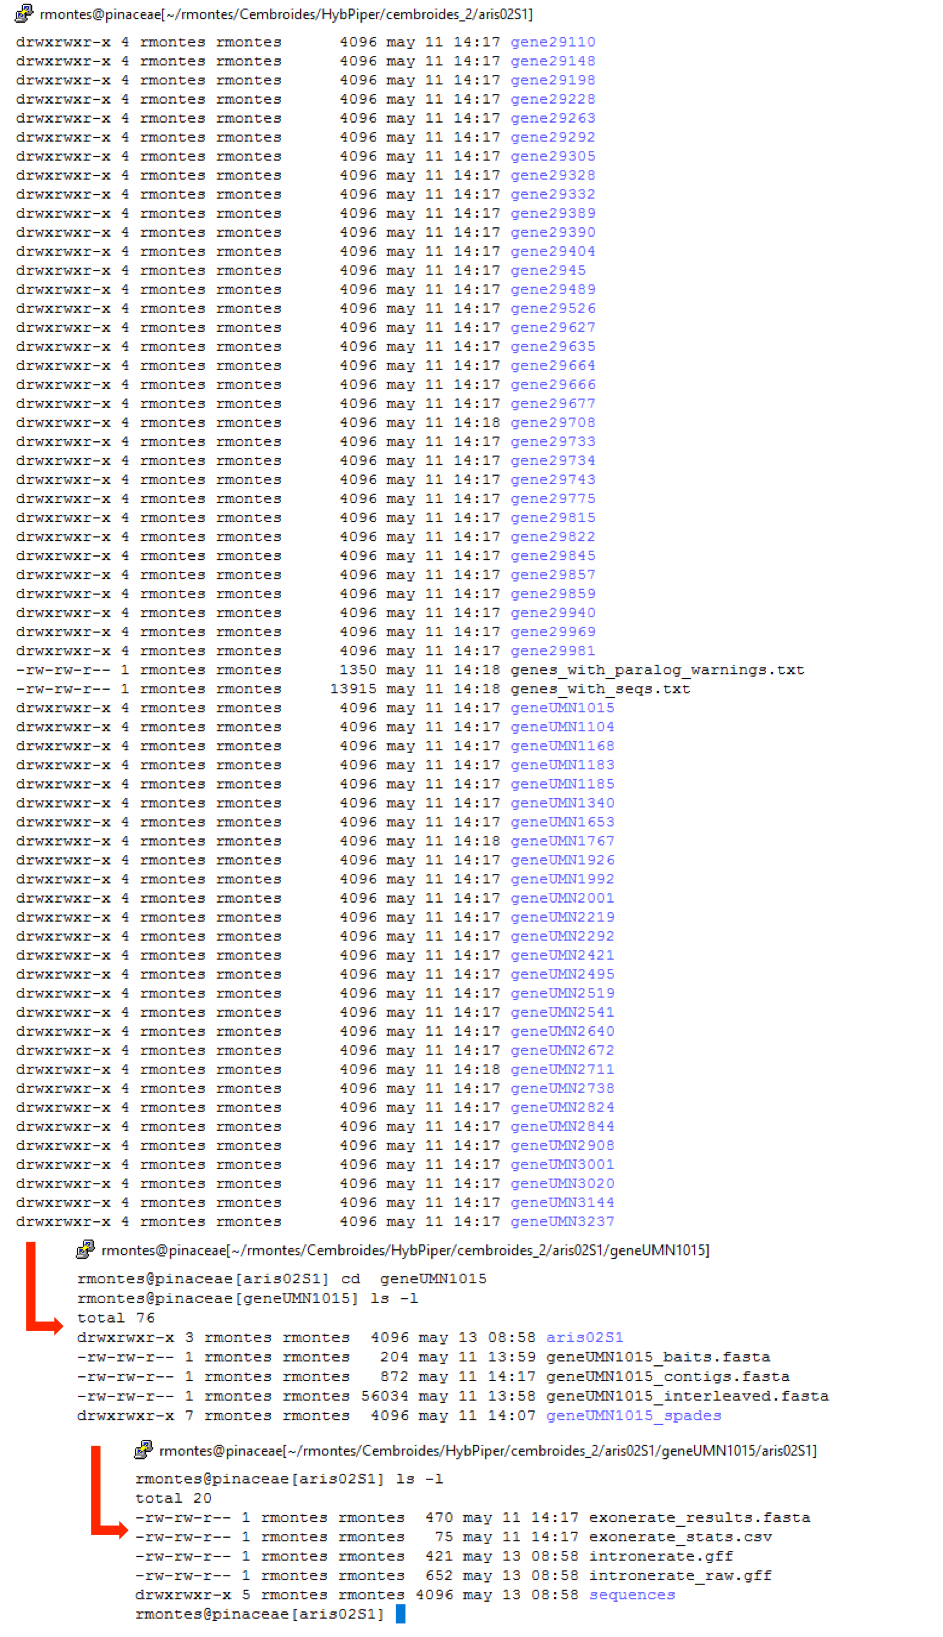 rmontes@pinaceae[~/rmontes/Cembroides/HybPiper/cembroides_2/aris02S1]
drwxrwxr-x 4 rmontes rmontes 4096 may 11 14:17 gene29110
drwxrwxr-x 4 rmontes rmontes 4096 may 11 14:17 gene29148
drwxrwxr-x 4 rmontes rmontes 4096 may 11 14:17 gene29198
drwxrwxr-x 4 rmontes rmontes 4096 may 11 14:17 gene29228
drwxrwxr-x 4 rmontes rmontes 4096 may 11 14:17 gene29263
drwxrwxr-x 4 rmontes rmontes 4096 may 11 14:17 gene29292
drwxrwxr-x 4 rmontes rmontes 4096 may 11 14:17 gene29305
drwxrwxr-x 4 rmontes rmontes 4096 may 11 14:17 gene29328
drwxrwxr-x 4 rmontes rmontes 4096 may 11 14:17 gene29332
drwxrwxr-x 4 rmontes rmontes 4096 may 11 14:17 gene29389
drwxrwxr-x 4 rmontes rmontes 4096 may 11 14:17 gene29390
drwxrwxr-x 4 rmontes rmontes 4096 may 11 14:17 gene29404
drwxrwxr-x 4 rmontes rmontes 4096 may 11 14:17 gene2945
drwxrwxr-x 4 rmontes rmontes 4096 may 11 14:17 gene29489
drwxrwxr-x 4 rmontes rmontes 4096 may 11 14:17 gene29526
drwxrwxr-x 4 rmontes rmontes 4096 may 11 14:17 gene29627
drwxrwxr-x 4 rmontes rmontes 4096 may 11 14:17 gene29635
drwxrwxr-x 4 rmontes rmontes 4096 may 11 14:17 gene29664
drwxrwxr-x 4 rmontes rmontes 4096 may 11 14:17 gene29666
drwxrwxr-x 4 rmontes rmontes 4096 may 11 14:17 gene29677
drwxrwxr-x 4 rmontes rmontes 4096 may 11 14:18 gene29708
drwxrwxr-x 4 rmontes rmontes 4096 may 11 14:17 gene29733
drwxrwxr-x 4 rmontes rmontes 4096 may 11 14:17 gene29734
drwxrwxr-x 4 rmontes rmontes 4096 may 11 14:17 gene29743
drwxrwxr-x 4 rmontes rmontes 4096 may 11 14:17 gene29775
drwxrwxr-x 4 rmontes rmontes 4096 may 11 14:17 gene29815
drwxrwxr-x 4 rmontes rmontes 4096 may 11 14:17 gene29822
drwxrwxr-x 4 rmontes rmontes 4096 may 11 14:17 gene29845
drwxrwxr-x 4 rmontes rmontes 4096 may 11 14:17 gene29857
drwxrwxr-x 4 rmontes rmontes 4096 may 11 14:17 gene29859
drwxrwxr-x 4 rmontes rmontes 4096 may 11 14:17 gene29940
drwxrwxr-x 4 rmontes rmontes 4096 may 11 14:17 gene29969
drwxrwxr-x 4 rmontes rmontes 4096 may 11 14:17 gene29981
-rw-rw-r-- 1 rmontes rmontes 1350 may 11 14:18 genes_with_paralog_warnings.txt
-rw-rw-r-- 1 rmontes rmontes 13915 may 11 14:18 genes_with_seqs.txt
drwxrwxr-x 4 rmontes rmontes 4096 may 11 14:17 geneUMN1015
drwxrwxr-x 4 rmontes rmontes 4096 may 11 14:17 geneUMN1104
drwxrwxr-x 4 rmontes rmontes 4096 may 11 14:17 geneUMN1168
drwxrwxr-x 4 rmontes rmontes 4096 may 11 14:17 geneUMN1183
drwxrwxr-x 4 rmontes rmontes 4096 may 11 14:17 geneUMN1185
drwxrwxr-x 4 rmontes rmontes 4096 may 11 14:17 geneUMN1340
drwxrwxr-x 4 rmontes rmontes 4096 may 11 14:17 geneUMN1653
drwxrwxr-x 4 rmontes rmontes 4096 may 11 14:18 geneUMN1767
drwxrwxr-x 4 rmontes rmontes 4096 may 11 14:17 geneUMN1926
drwxrwxr-x 4 rmontes rmontes 4096 may 11 14:17 geneUMN1992
drwxrwxr-x 4 rmontes rmontes 4096 may 11 14:17 geneUMN2001
drwxrwxr-x 4 rmontes rmontes 4096 may 11 14:17 geneUMN2219
drwxrwxr-x 4 rmontes rmontes 4096 may 11 14:17 geneUMN2292
drwxrwxr-x 4 rmontes rmontes 4096 may 11 14:17 geneUMN2421
drwxrwxr-x 4 rmontes rmontes 4096 may 11 14:17 geneUMN2495
drwxrwxr-x 4 rmontes rmontes 4096 may 11 14:17 geneUMN2519
drwxrwxr-x 4 rmontes rmontes 4096 may 11 14:17 geneUMN2541
drwxrwxr-x 4 rmontes rmontes 4096 may 11 14:17 geneUMN2640
drwxrwxr-x 4 rmontes rmontes 4096 may 11 14:17 geneUMN2672
drwxrwxr-x 4 rmontes rmontes 4096 may 11 14:18 geneUMN2711
drwxrwxr-x 4 rmontes rmontes 4096 may 11 14:17 geneUMN2738
drwxrwxr-x 4 rmontes rmontes 4096 may 11 14:17 geneUMN2824
drwxrwxr-x 4 rmontes rmontes 4096 may 11 14:17 geneUMN2844
drwxrwxr-x 4 rmontes rmontes 4096 may 11 14:17 geneUMN2908
drwxrwxr-x 4 rmontes rmontes 4096 may 11 14:17 geneUMN3001
drwxrwxr-x 4 rmontes rmontes 4096 may 11 14:17 geneUMN3020
drwxrwxr-x 4 rmontes rmontes 4096 may 11 14:17 geneUMN3144
drwxrwxr-x 4 rmontes rmontes 4096 may 11 14:17 geneUMN3237
rmontes@pinaceae[~/rmontes/Cembroides/HybPiper/cembroides_2/aris02S1/geneUMN1015]
rmontes@pinaceae[aris02S1] cd  geneUMN1015
rmontes@pinaceae[geneUMN1015] ls -l
total 76
drwxrwxr-x 3 rmontes rmontes 4096 may 13 08:58 aris02S1
-rw-rw-r-- 1 rmontes rmontes 204 may 11 13:59 geneUMN1015_baits.fasta
-rw-rw-r-- 1 rmontes rmontes 872 may 11 14:17 geneUMN1015_contigs.fasta
-rw-rw-r-- 1 rmontes rmontes 56034 may 11 13:58 geneUMN1015_interleaved.fasta
drwxrwxr-x 7 rmontes rmontes 4096 may 11 14:07 geneUMN1015_spades
rmontes@pinaceae[~/rmontes/Cembroides/HybPiper/cembroides_2/aris02S1/geneUMN1015/aris02S1]
rmontes@pinaceae[aris02S1] ls -l
total 20
-rw-rw-r-- 1 rmontes rmontes 470 may 11 14:17 exonerate_results.fasta
-rw-rw-r-- 1 rmontes rmontes 75 may 11 14:17 exonerate_stats.csv
-rw-rw-r-- 1 rmontes rmontes 421 may 13 08:58 intronerate.gff
-rw-rw-r-- 1 rmontes rmontes 652 may 13 08:58 intronerate_raw.gff
drwxrwxr-x 5 rmontes rmontes 4096 may 13 08:58 sequences
rmontes@pinaceae[aris02S1]